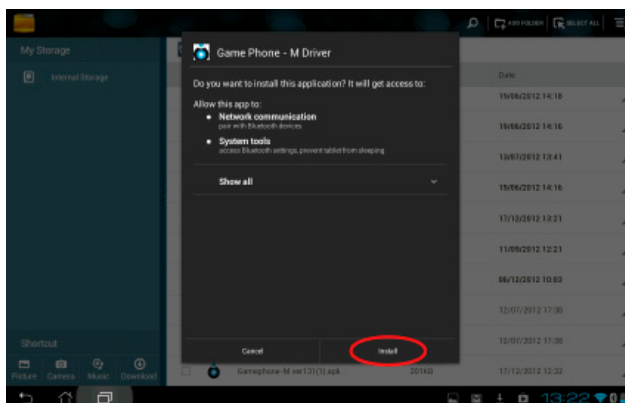 ADD FOLDER
SELECT ALL
My Storage
Internal Storage
Game Phone - M Driver
Do you want to install this application? It will get access to:
Allow this app to:
Network communication
pair with Bluetooth devices
System tools
access Bluetooth settings, prevent tablet from sleeping
Show all
Cancel
Install
Date
19/06/2012 14:18
19/06/2012 14:16
13/07/2012 13:41
19/06/2012 14:16
17/12/2012 13:21
11/09/2012 12:21
06/12/2012 10:03
12/07/2012 17:38
12/07/2012 17:38
Gamephone-M ver131(1).apk
201KB
17/12/2012 12:32
Shortcut
Picture
Camera
Music
Download
13:22